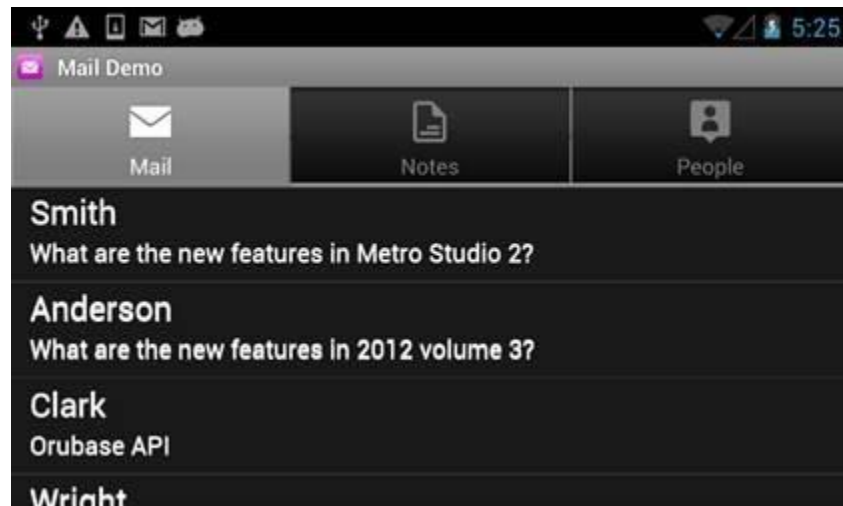 5:25
Mail Demo
Mail Notes People
Smith
What are the new features in Metro Studio 2?
Anderson
What are the new features in 2012 volume 3?
Clark
Orubase API
Wright